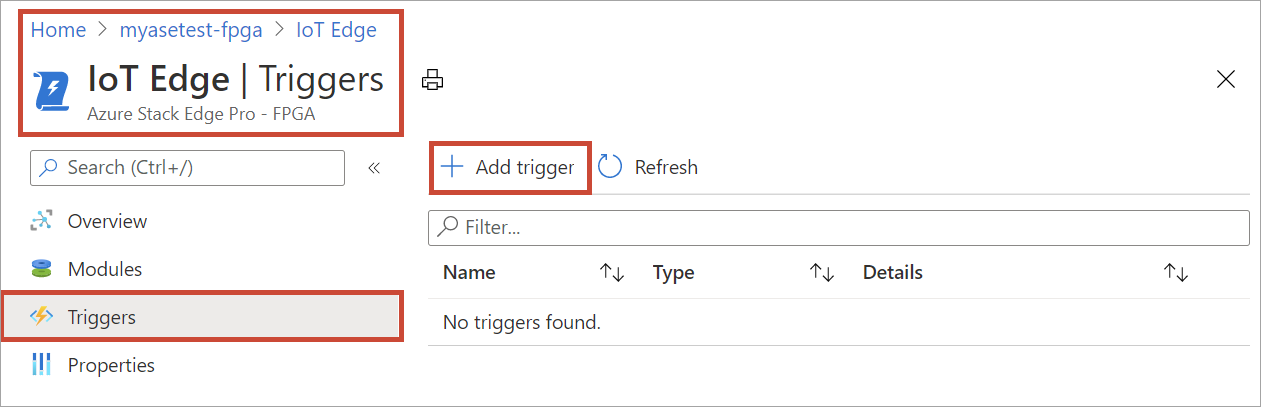 Home > myasetest-fpga > IoT Edge
IoT Edge | Triggers
Azure Stack Edge Pro - FPGA
Search (Ctrl+/)
«
Overview
Modules
Triggers
Properties
Add trigger
Refresh
Filter...
Name Type Details
No triggers found.